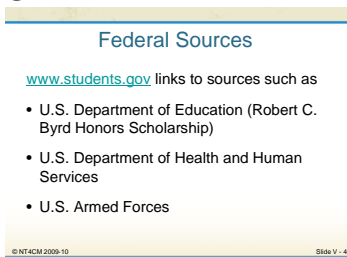 Federal Sources
www.students.gov links to sources such as
• U.S. Department of Education (Robert C.
Byrd Honors Scholarship)
• U.S. Department of Health and Human
Services
• U.S. Armed Forces
© NT4CM 2009-10
Slide V - 4